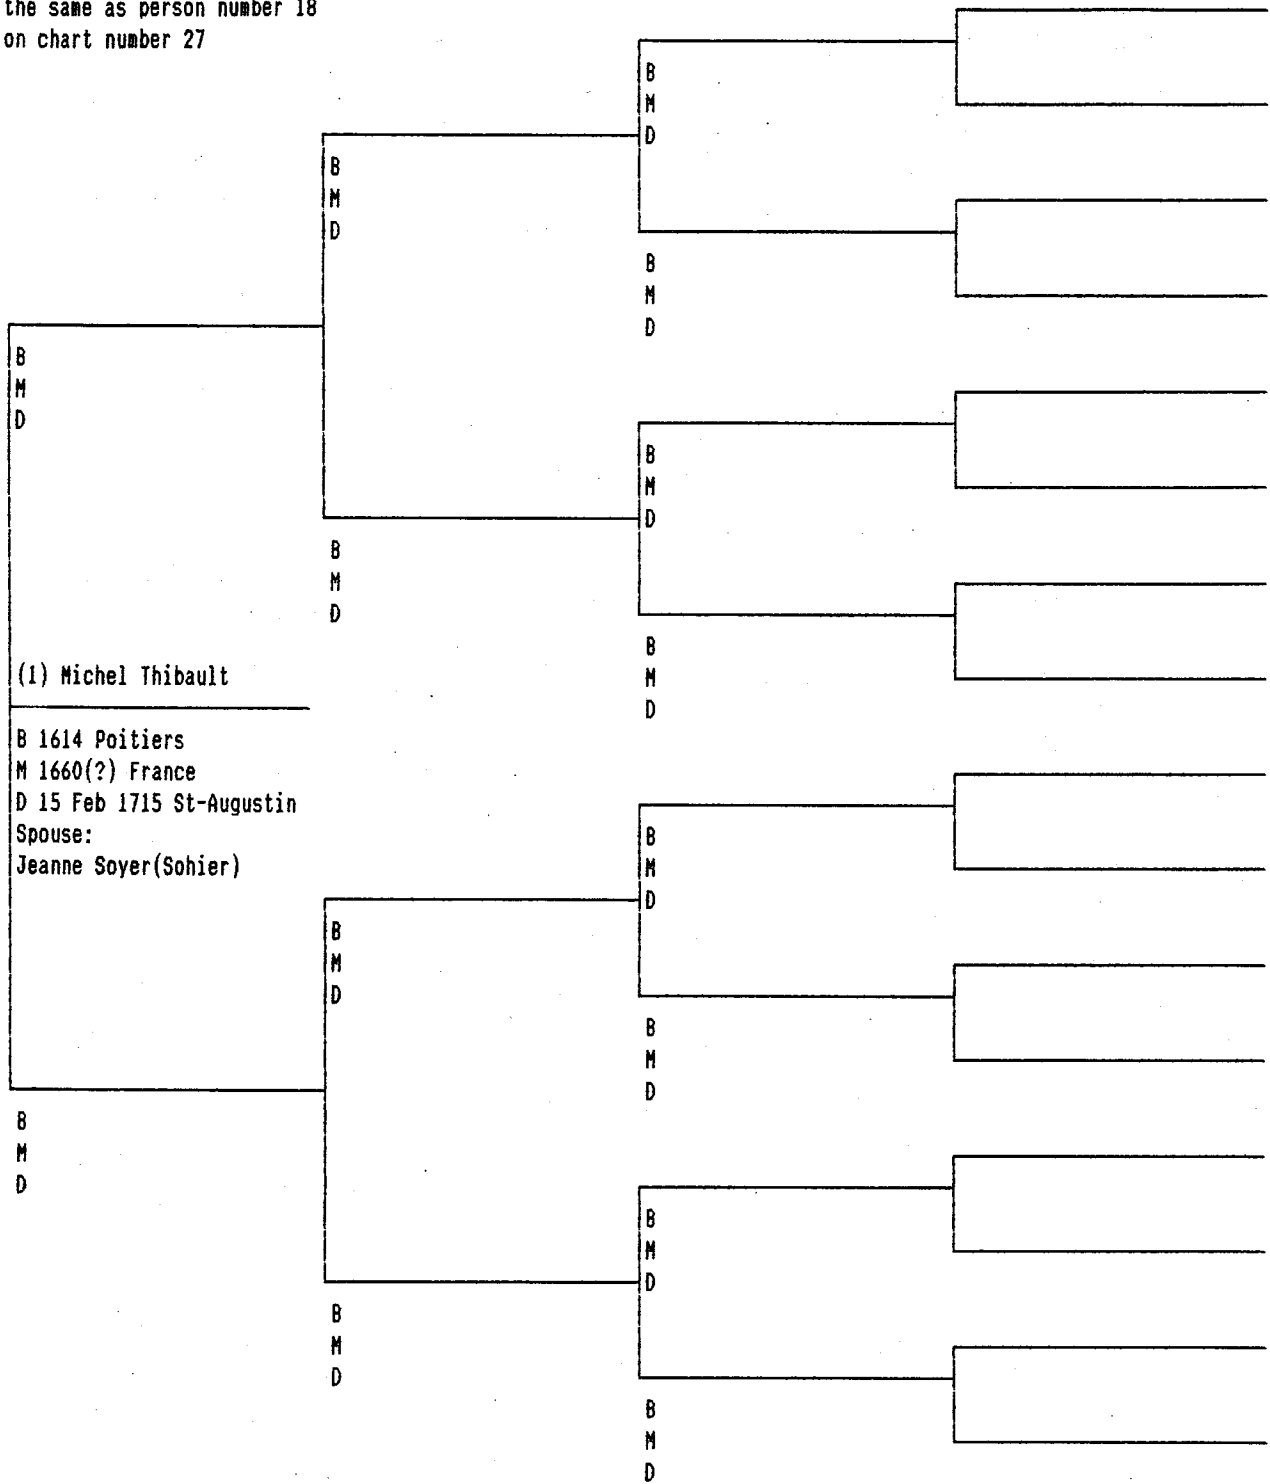 the same as person number 18
on chart number 27
B
M
D
B
M
D
B
M
D
B
M
D
B
M
D
B
M
D
B
M
D
(1) Michel Thibault
B 1614 Poitiers
M 1660(?) France
D 15 Feb 1715 St-Augustin
Spouse:
Jeanne Soyer(Sohier)
B
M
D
B
M
D
B
M
D
B
M
D
B
M
D
B
M
D
B
M
D